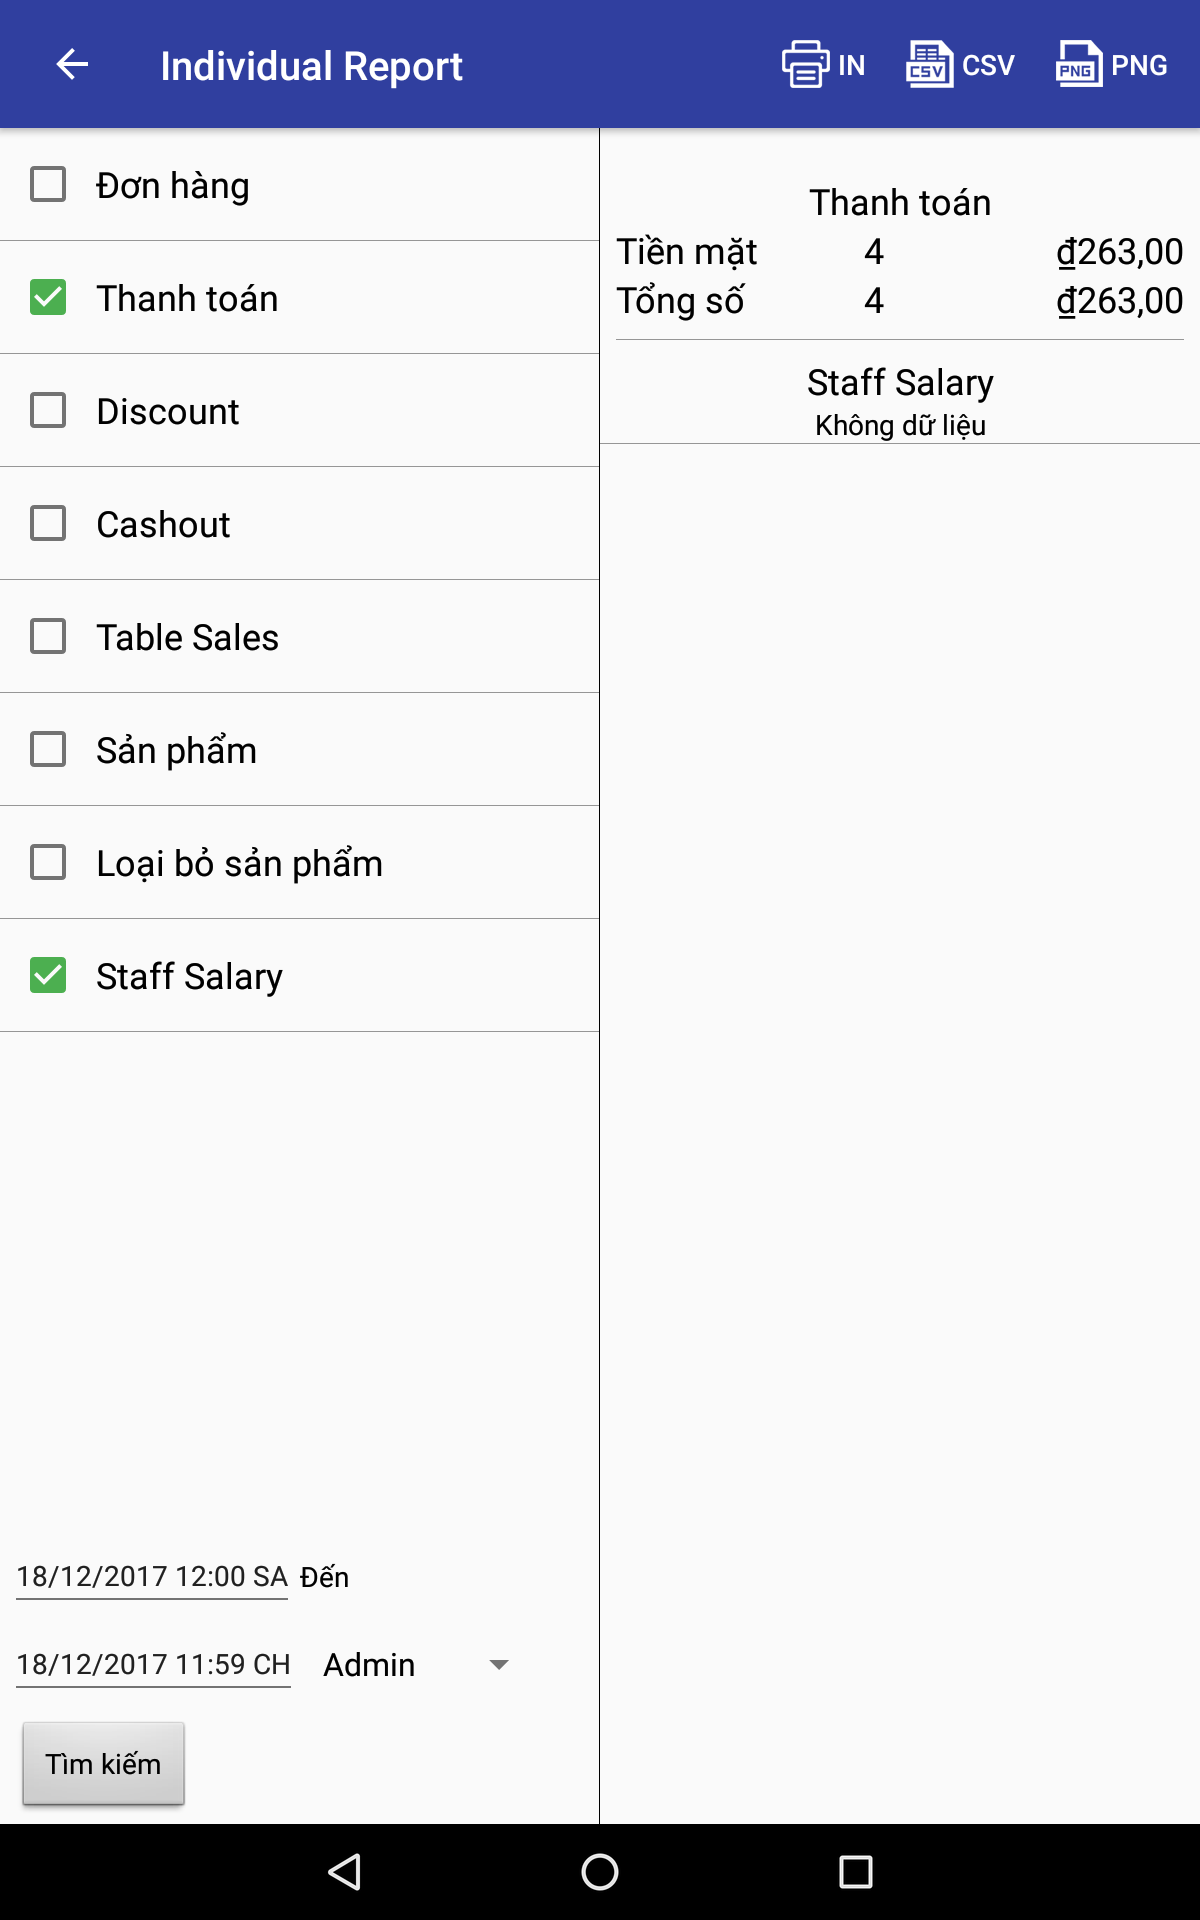 Individual Report
IN
CSV CSV
PNG PNG
Đơn hàng
Thanh toán
Discount
Cashout
Table Sales
Sản phẩm
Loại bỏ sản phẩm
Staff Salary
18/12/2017 12:00 SA Đến
18/12/2017 11:59 CH Admin
Tìm kiếm
Thanh toán
Tiền mặt 4 ₫263,00
Tổng số 4 ₫263,00
Staff Salary
Không dữ liệu